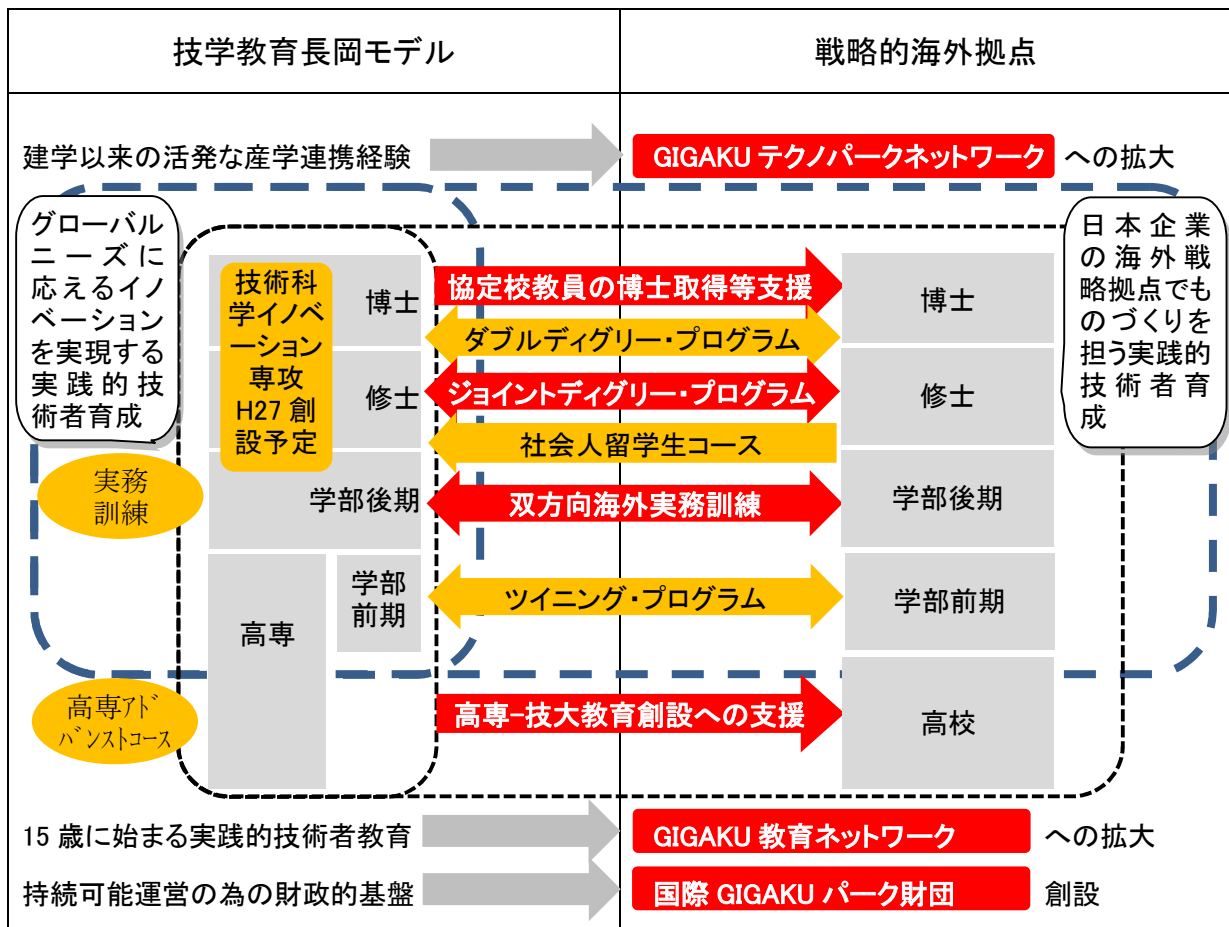 技学教育長岡モデル
戦略的海外拠点
建学以来の活発な産学連携経験
GIGAKU テクノパークネットワーク
への拡大
グローバル
ニーズに
応えるイノ
ベーション
を実現する
実践的技
術者育成
技術科
学イノベ
ーション
専攻
H27 創
設予定
博士
修士
学部後期
学部
前期
高専
実務
訓練
高専アド
バンストコース
協定校教員の博士取得等支援
ダブルディグリー・プログラム
ジョイントディグリー・プログラム
社会人留学生コース
双方向海外実務訓練
ツイニング・プログラム
高専-技大教育創設への支援
博士
修士
学部後期
学部前期
高校
日本企業
の海外戦
略拠点でも
のづくりを
担う実践的
技術者育
成
15 歳に始まる実践的技術者教育
GIGAKU 教育ネットワーク
への拡大
持続可能運営の為の財政的基盤
国際 GIGAKU パーク財団
創設